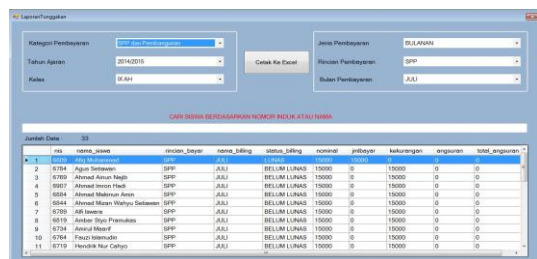 LaporanTunggakan
Kategori Pembayaran SPP dan Pembangunan Jenis Pembayaran BULANAN
Tahun Ajaran 2014/2015 Cetak Ke Excel Rincian Pembayaran SPP
Kelas IX AH Bulan Pembayaran JULI
CARI SISWA BERDASARKAN NOMOR INDUK ATAU NAMA
Jumlah Data : 33
nis nama_siswa rincian_bayar nama_billing status_billing nominal jmlbayar kekurangan angsuran total_angsuran
1 6809 Afiq Muhammad SPP JULI LUNAS 15000 15000 0 0 0
2 6784 Agus Setiawan SPP JULI BELUM LUNAS 15000 0 15000 0 0
3 6769 Ahmad Ainun Najib SPP JULI BELUM LUNAS 15000 0 15000 0 0
4 6907 Ahmad Imron Hadi SPP JULI BELUM LUNAS 15000 0 15000 0 0
5 6684 Ahmad Makinun Amin SPP JULI BELUM LUNAS 15000 0 15000 0 0
6 6844 Ahmad Mizan Wahyu Setiawan SPP JULI BELUM LUNAS 15000 0 15000 0 0
7 6789 Alfi Iawara SPP JULI BELUM LUNAS 15000 0 15000 0 0
8 6819 Amber Styo Pramukas SPP JULI BELUM LUNAS 15000 0 15000 0 0
9 6734 Amirul Maarif SPP JULI BELUM LUNAS 15000 0 15000 0 0
10 6764 Fauzi Islamudin SPP JULI BELUM LUNAS 15000 0 15000 0 0
11 6719 Hendrik Nur Cahyo SPP JULI BELUM LUNAS 15000 0 15000 0 0